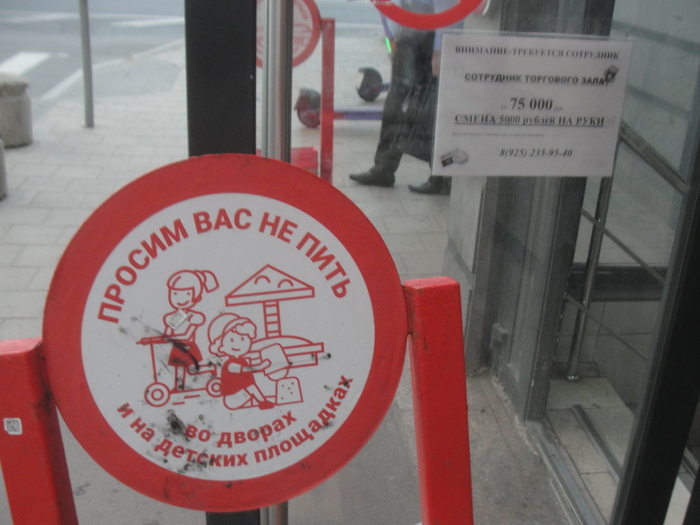 ПРОСИМ ВАС НЕ ПИТЬ
во дворах
и на детских площадках
ВНИМАНИЕ-ТРЕБУЕТСЯ СОТРУДНИК
СОТРУДНИК ТОРГОВОГО ЗАЛА
75 000
СМЕНА 5000 рублей НА РУКИ
8(925) 235-95-40